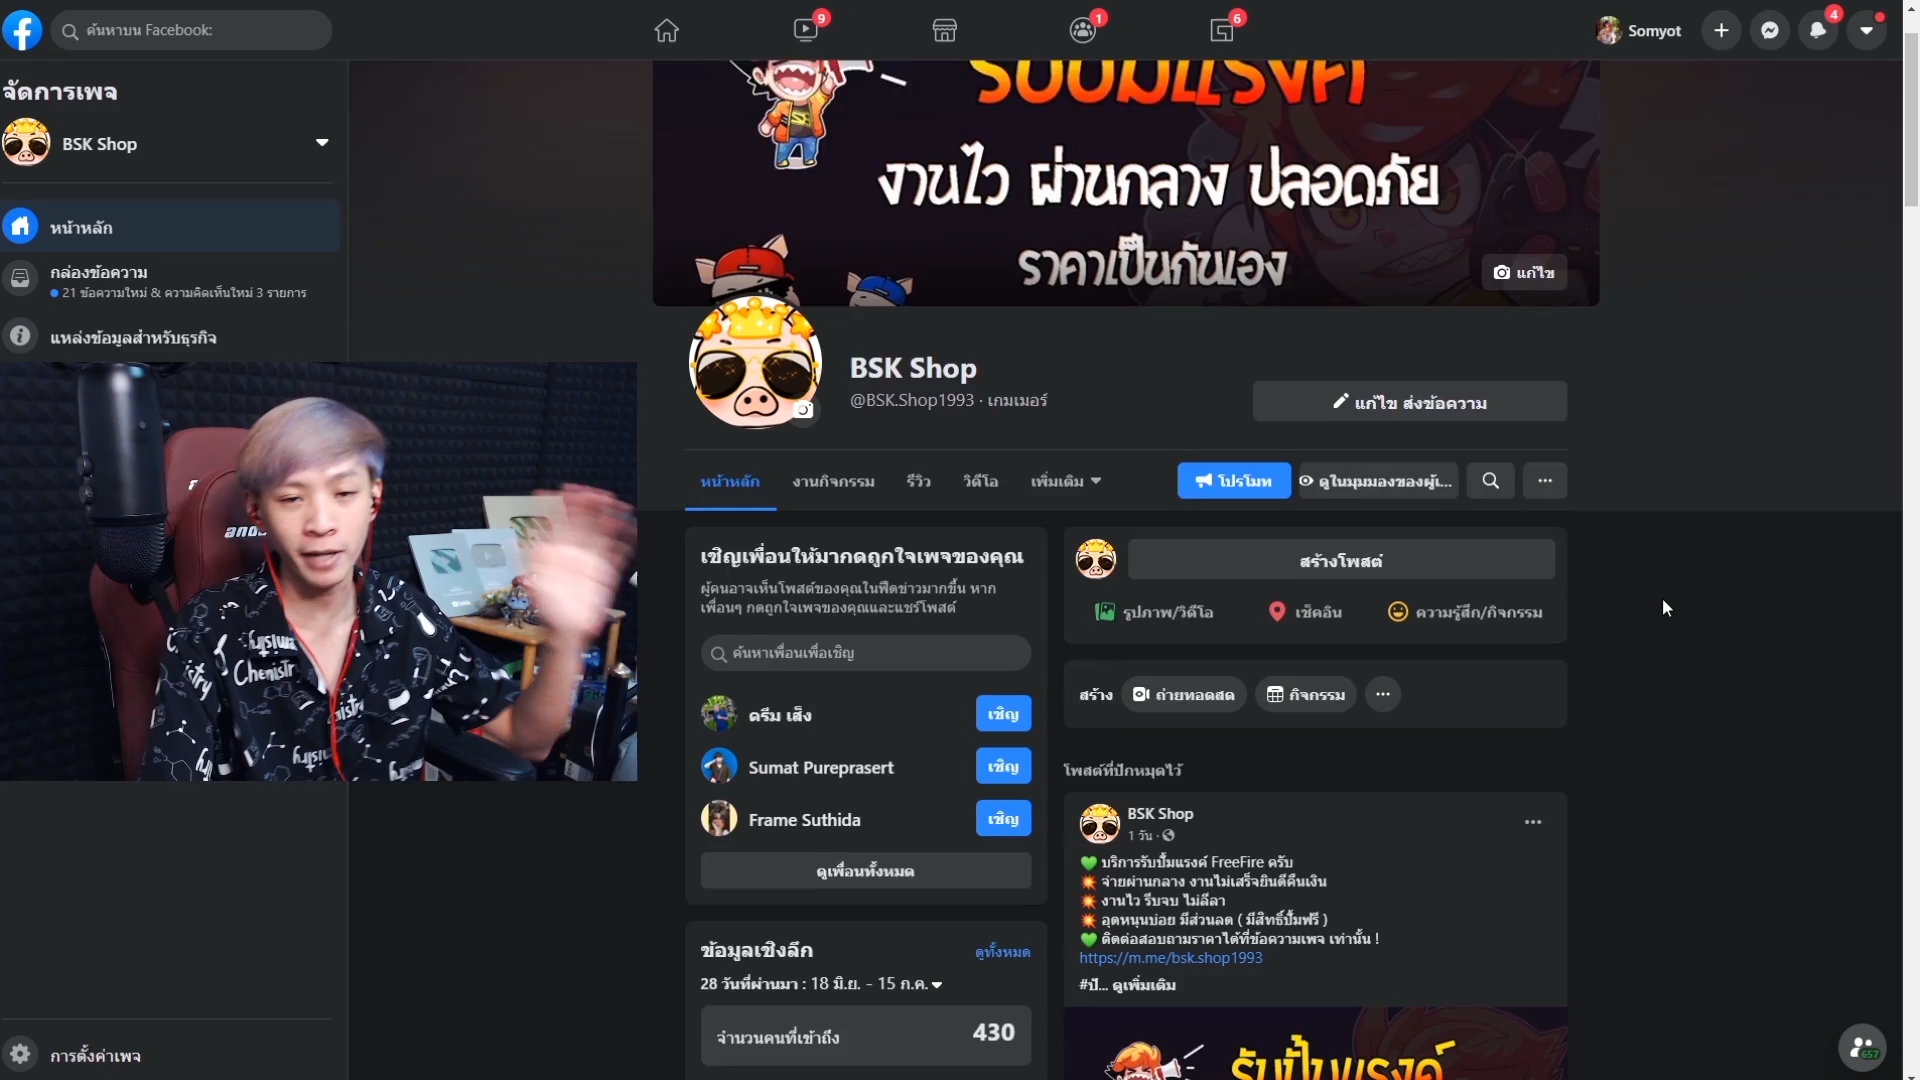 ค้นหาบน Facebook:
9
1
6
Somyot
4
จัดการเพจ
BSK Shop
หน้าหลัก
กล่องข้อความ
21 ข้อความใหม่ & ความคิดเห็นใหม่ 3 รายการ
แหล่งข้อมูลสำหรับธุรกิจ
การตั้งค่าเพจ
งานไว ผ่านกลาง ปลอดภัย
ราคาเป็นกันเอง
แก้ไข
BSK Shop
@BSK.Shop1993 · เกมเมอร์
แก้ไข ส่งข้อความ
หน้าหลัก
งานกิจกรรม
รีวิว
วิดีโอ
เพิ่มเติม
โปรโมท
ดูในมุมมองของผู้เ...
เชิญเพื่อนให้มากดถูกใจเพจของคุณ
ผู้คนอาจเห็นโพสต์ของคุณในฟีดข่าวมากขึ้น หาก
เพื่อนๆ กดถูกใจเพจของคุณและแชร์โพสต์
ค้นหาเพื่อนเพื่อเชิญ
ดรีม เส็ง
เชิญ
Sumat Pureprasert
เชิญ
Frame Suthida
เชิญ
ดูเพื่อนทั้งหมด
ข้อมูลเชิงลึก
ดูทั้งหมด
28 วันที่ผ่านมา : 18 มิ.ย. - 15 ก.ค.
จำนวนคนที่เข้าถึง
430
สร้างโพสต์
รูปภาพ/วิดีโอ
เช็คอิน
ความรู้สึก/กิจกรรม
สร้าง
ถ่ายทอดสด
กิจกรรม
โพสต์ที่ปักหมุดไว้
BSK Shop
1 วัน ·
บริการรับปั้มแรงค์ FreeFire ครับ
จ่ายผ่านกลาง งานไม่เสร็จยินดีคืนเงิน
งานไว รีบจบ ไม่ลีลา
อุดหนุนบ่อย มีส่วนลด ( มีสิทธิ์ปั้มฟรี )
ติดต่อสอบถามราคาได้ที่ข้อความเพจ เท่านั้น !
https://m.me/bsk.shop1993
#ปั... ดูเพิ่มเติม
รับปั้มแรงค์
657
Chemistry